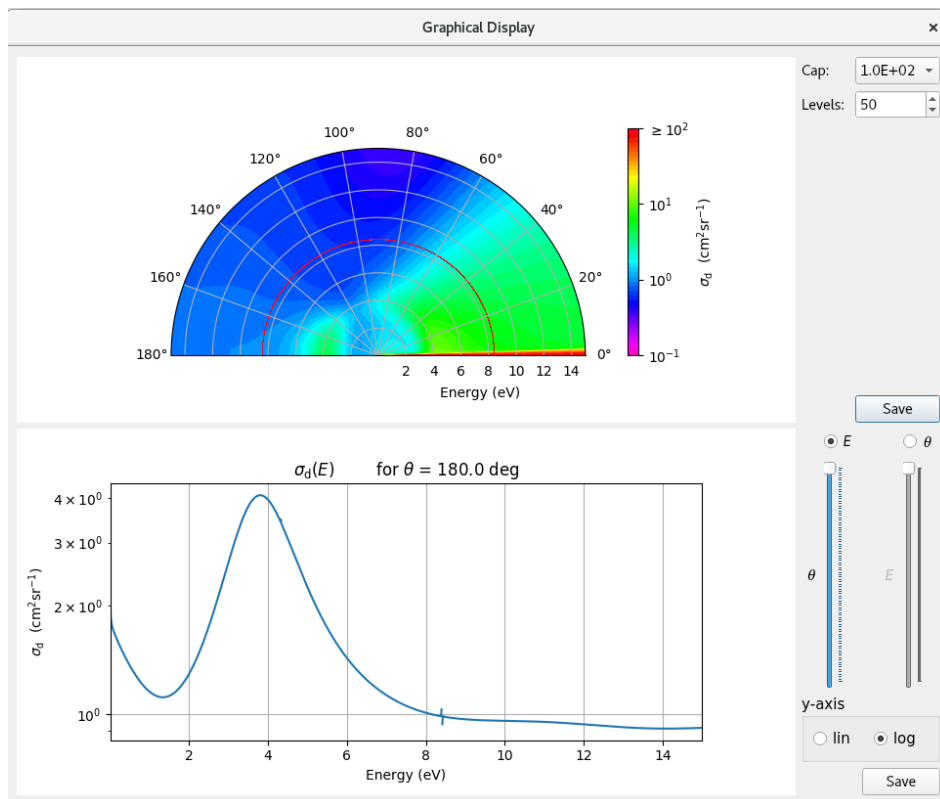 Graphical Display ×
Cap: 1.0E+02
Levels: 50
100° 80°
120° 60°
140° 40°
160° 20°
180° 0°
2 4 6 8 10 12 14
Energy (eV)
≥ 10²
10¹
10⁰
10⁻¹
σ_d (cm²sr⁻¹)
Save
E θ
σ_d(E) for θ = 180.0 deg
4 × 10⁰
3 × 10⁰
2 × 10⁰
10⁰
σ_d (cm²sr⁻¹)
2 4 6 8 10 12 14
Energy (eV)
θ E
y-axis
lin log
Save